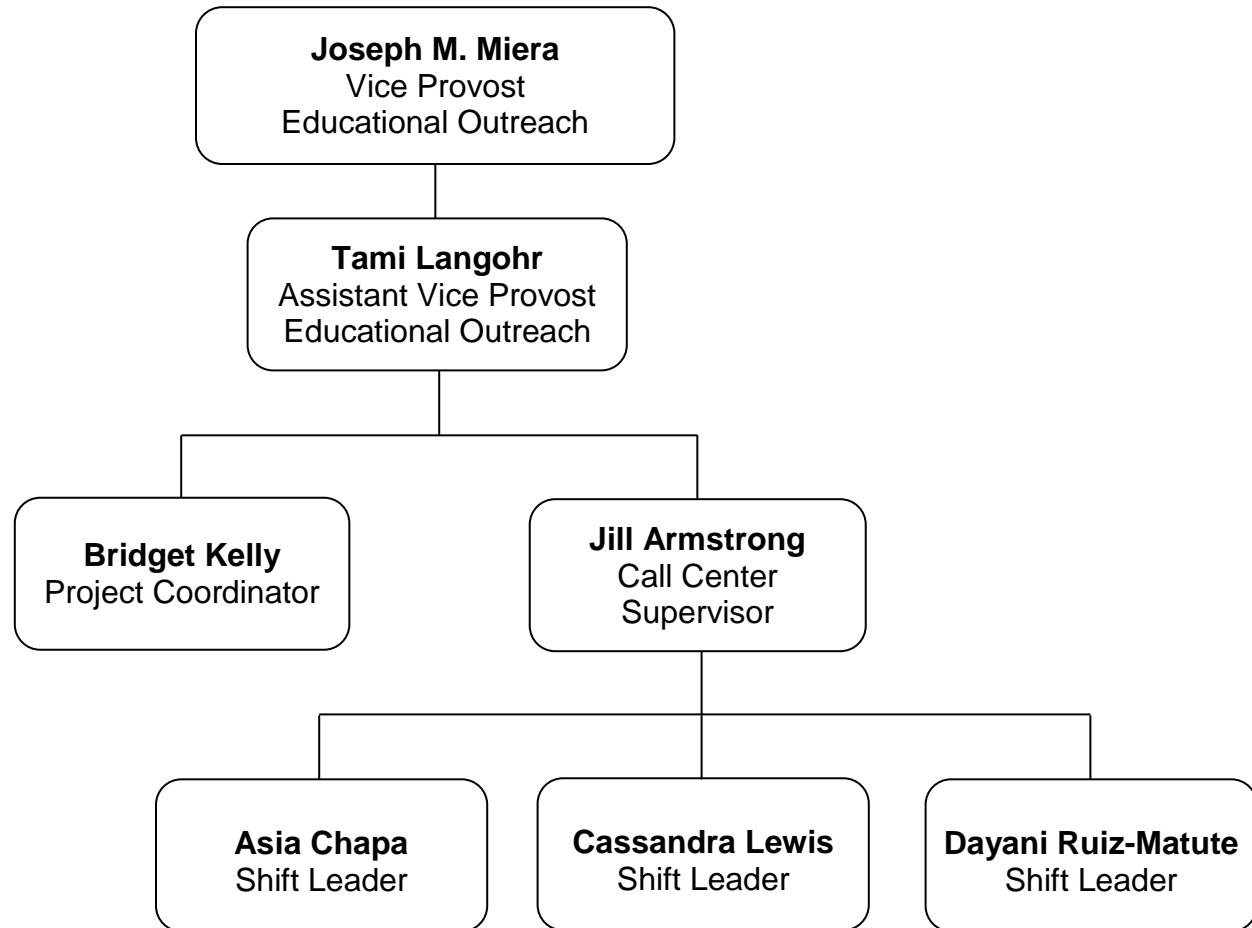 Joseph M. Miera
Vice Provost
Educational Outreach
Tami Langohr
Assistant Vice Provost
Educational Outreach
Bridget Kelly
Project Coordinator
Jill Armstrong
Call Center
Supervisor
Asia Chapa
Shift Leader
Cassandra Lewis
Shift Leader
Dayani Ruiz-Matute
Shift Leader